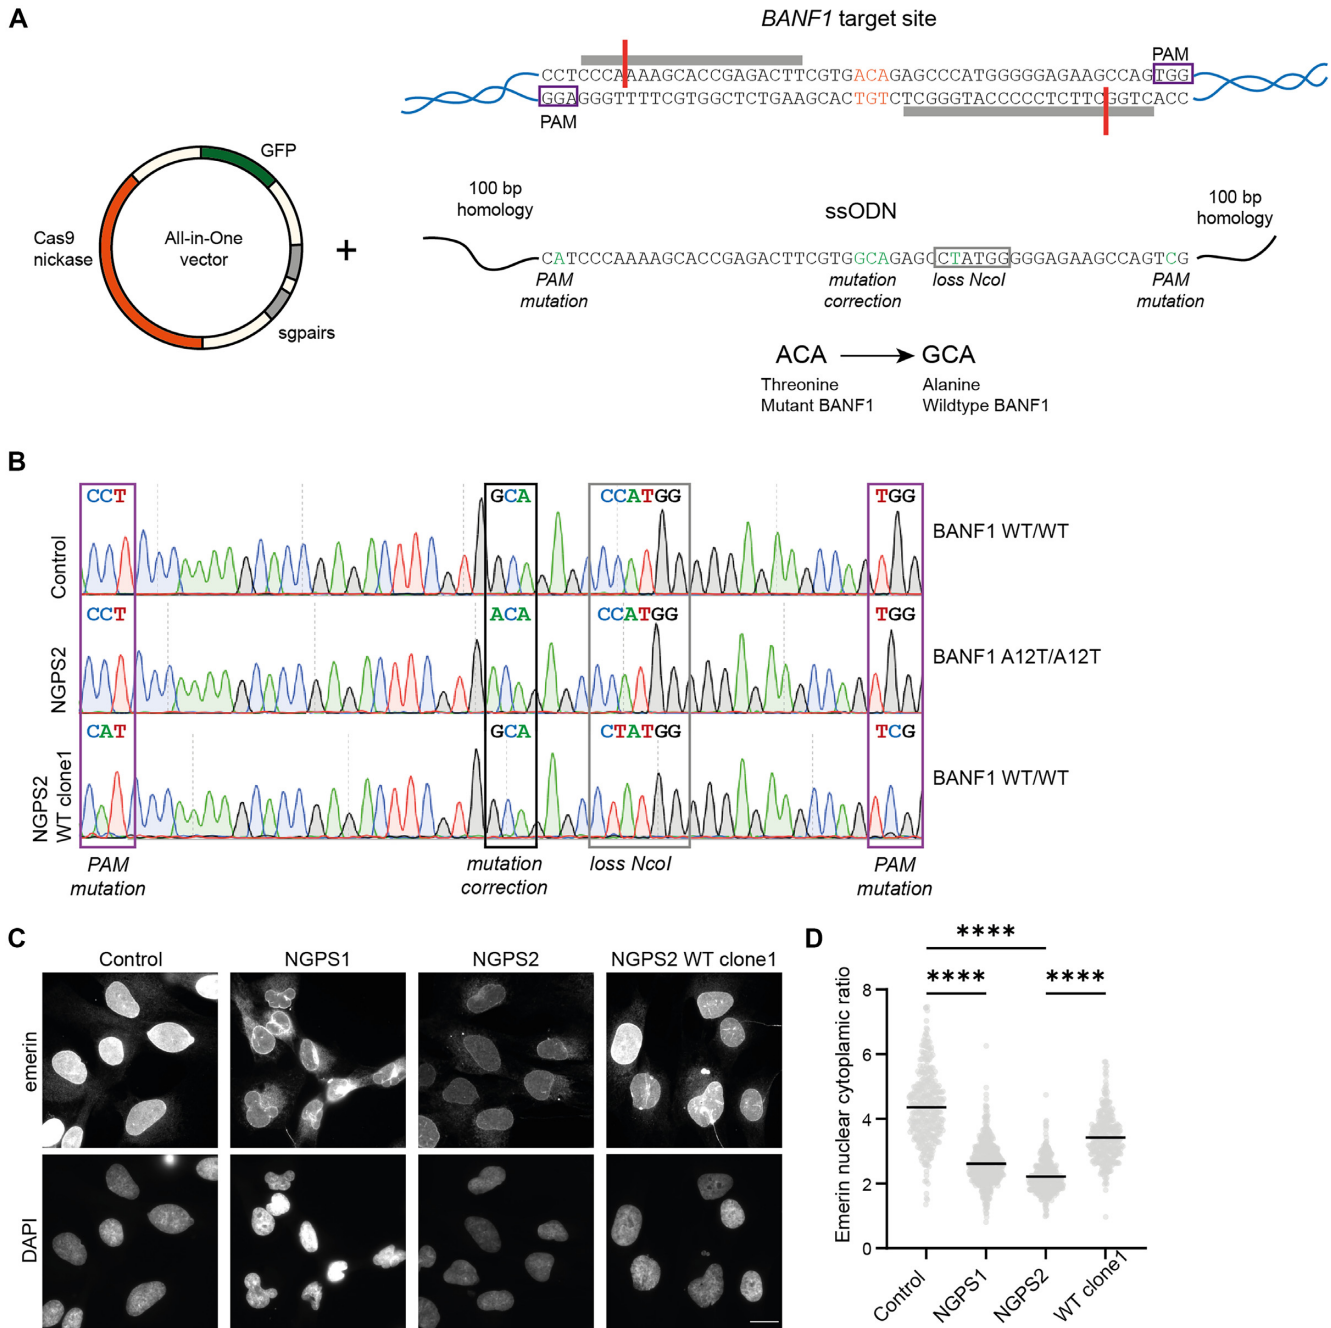 A
BANF1 target site
PAM
CCTCCCAAAAGCACCGAGACTTCGTGACAGAGCCCATGGGGGAGAAGCCAGTGG
GGAGGGTTTTCGTGGCTCTGAAGCACTGTCTCGGGTACCCCCTCTTCGGTCACC
PAM
GFP
Cas9
nickase
All-in-One
vector
sgpairs
+
100 bp
homology
ssODN
100 bp
homology
CATCCCAAAAGCACCGAGACTTCGTGGCAGAGCCTATGGGGGAGAAGCCAGTCG
PAM
mutation
mutation
correction
loss NcoI
PAM
mutation
ACA
GCA
Threonine
Mutant BANF1
Alanine
Wildtype BANF1
B
Control
CCT
GCA
CCATGG
TGG
BANF1 WT/WT
NGPS2
CCT
ACA
CCATGG
TGG
BANF1 A12T/A12T
NGPS2
WT clone1
CAT
GCA
CTATGG
TCG
BANF1 WT/WT
PAM
mutation
mutation
correction
loss NcoI
PAM
mutation
C
Control
NGPS1
NGPS2
NGPS2 WT clone1
emerin
DAPI
D
****
****
****
Emerin nuclear cytoplamic ratio
8
6
4
2
0
Control
NGPS1
NGPS2
WT clone1